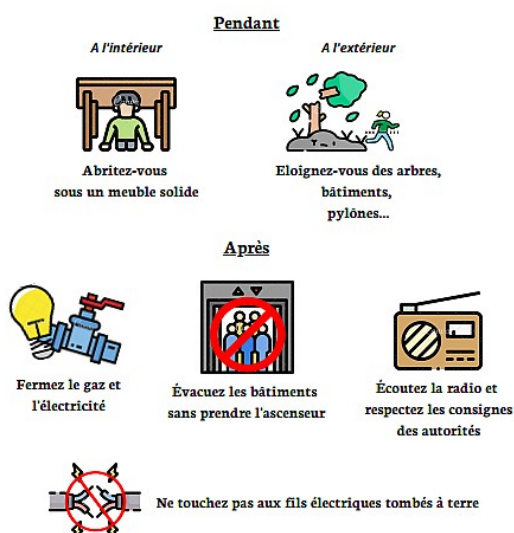 Pendant
A l'intérieur
A l'extérieur
Abritez-vous
sous un meuble solide
Eloignez-vous des arbres,
bâtiments,
pylônes...
Après
Fermez le gaz et
l'électricité
Évacuez les bâtiments
sans prendre l'ascenseur
Écoutez la radio et
respectez les consignes
des autorités
Ne touchez pas aux fils électriques tombés à terre